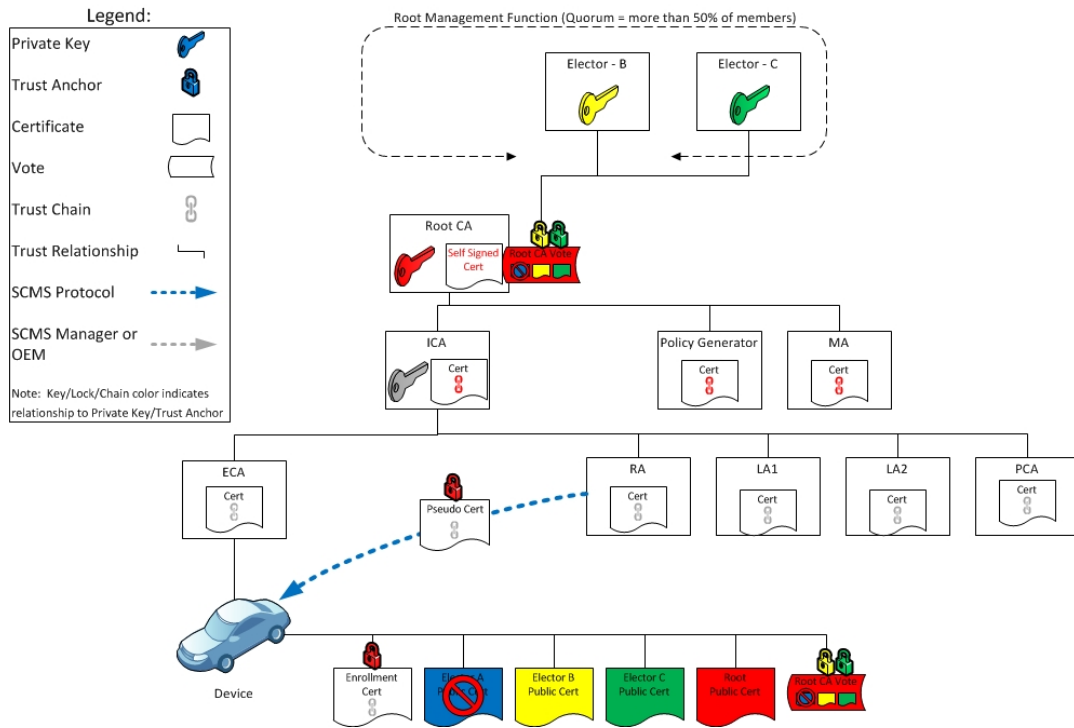 Legend:
Private Key
Trust Anchor
Certificate
Vote
Trust Chain
Trust Relationship
SCMS Protocol
SCMS Manager or
OEM
Note:  Key/Lock/Chain color indicates
relationship to Private Key/Trust Anchor
Root Management Function (Quorum = more than 50% of members)
Elector - B
Elector - C
Root CA
Self Signed
Cert
Root CA Vote
ICA
Cert
Policy Generator
Cert
MA
Cert
ECA
Cert
Pseudo Cert
RA
Cert
LA1
Cert
LA2
Cert
PCA
Cert
Device
Enrollment
Cert
Elector A
Public Cert
Elector B
Public Cert
Elector C
Public Cert
Root
Public Cert
Root CA Vote